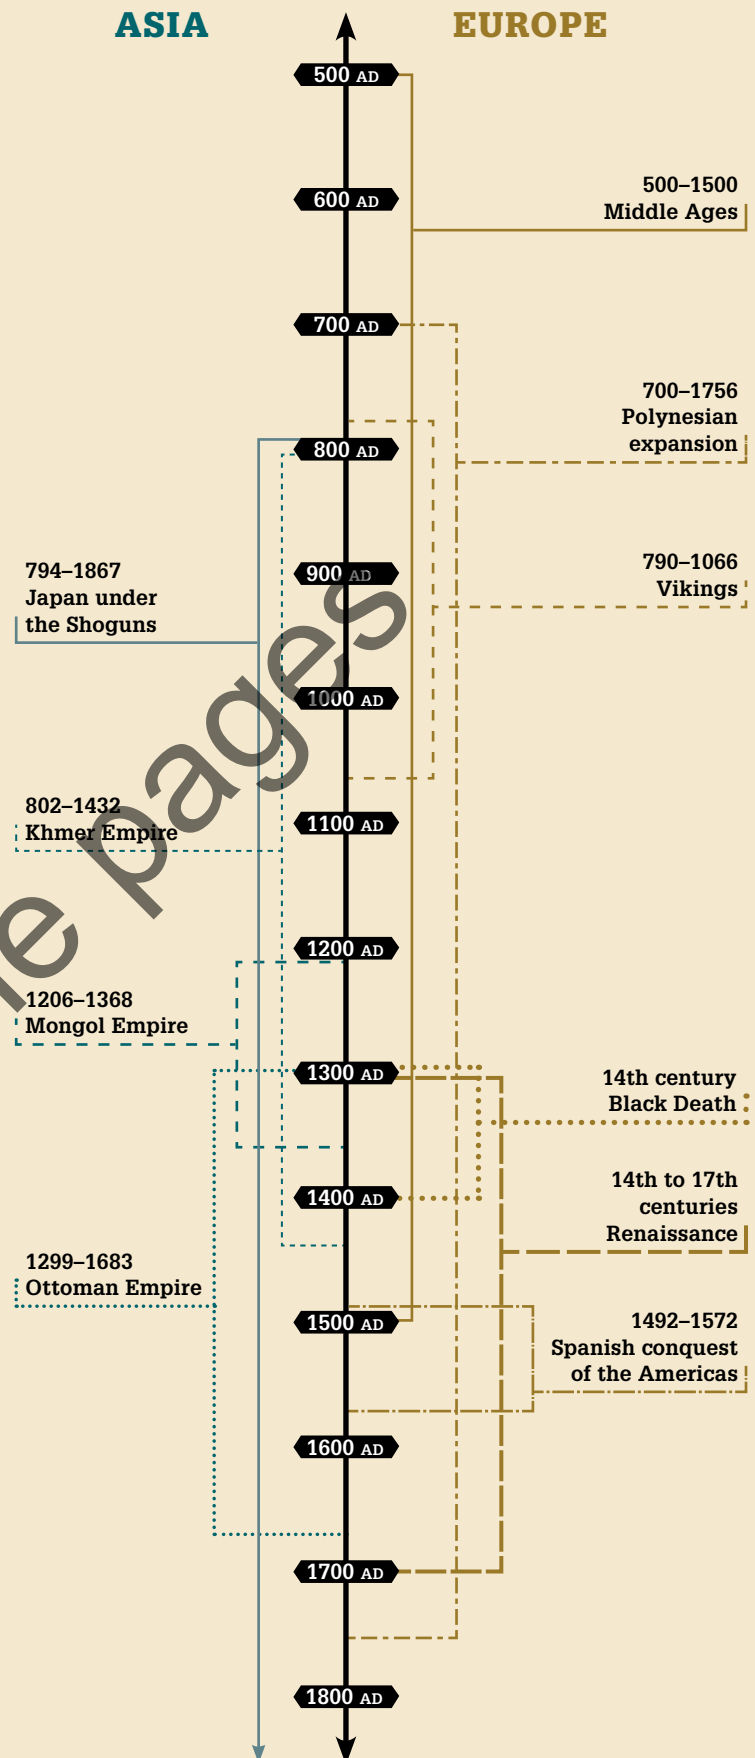 ASIA
EUROPE
500 AD
600 AD
500–1500
Middle Ages
700 AD
700–1756
Polynesian
expansion
800 AD
790–1066
Vikings
794–1867
Japan under
the Shoguns
900 AD
1000 AD
802–1432
Khmer Empire
1100 AD
1200 AD
1206–1368
Mongol Empire
1300 AD
14th century
Black Death
1400 AD
14th to 17th
centuries
Renaissance
1299–1683
Ottoman Empire
1500 AD
1492–1572
Spanish conquest
of the Americas
1600 AD
1700 AD
1800 AD
pages